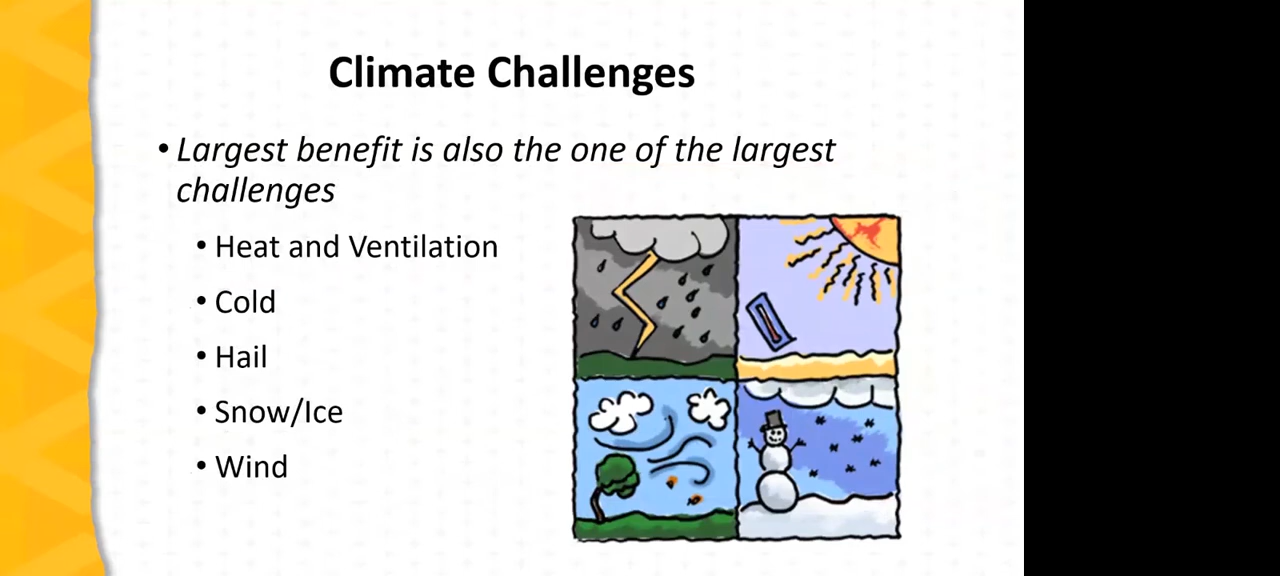 Climate Challenges
• Largest benefit is also the one of the largest
challenges
• Heat and Ventilation
• Cold
• Hail
• Snow/Ice
• Wind